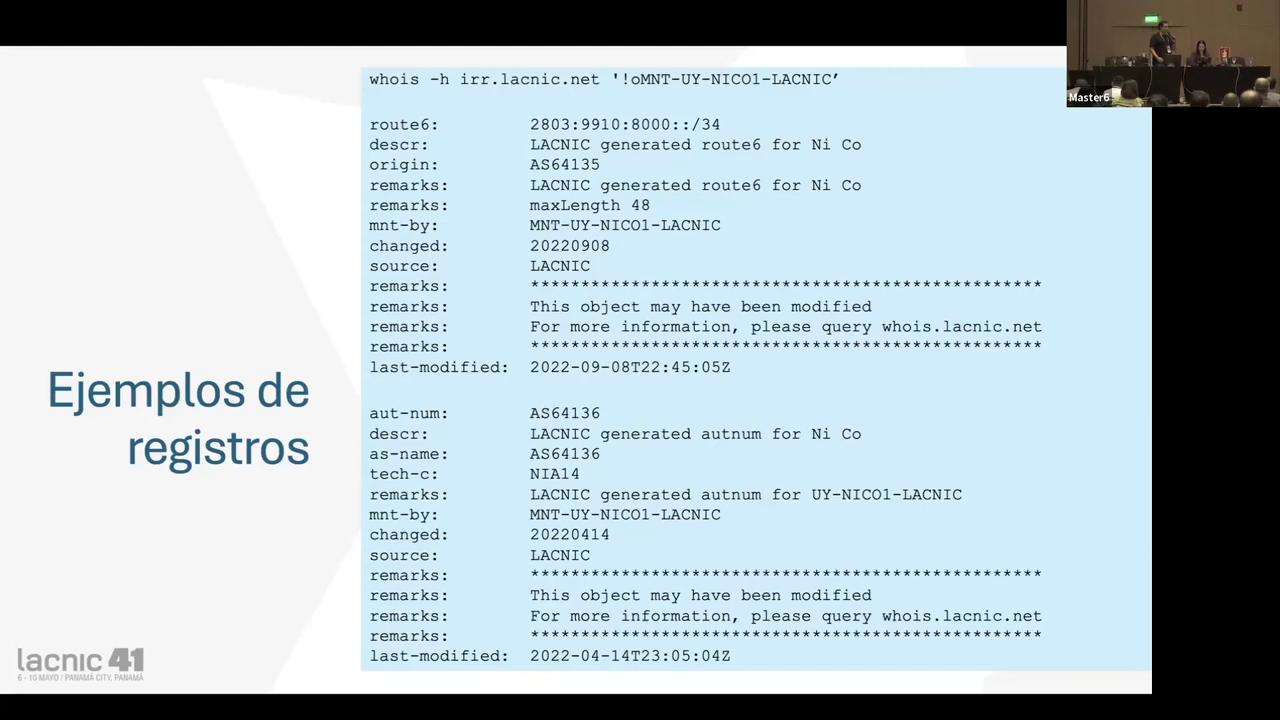 whois -h irr.lacnic.net '!oMNT-UY-NICO1-LACNIC’
route6: 2803:9910:8000::/34
descr: LACNIC generated route6 for Ni Co
origin: AS64135
remarks: LACNIC generated route6 for Ni Co
remarks: maxLength 48
mnt-by: MNT-UY-NICO1-LACNIC
changed: 20220908
source: LACNIC
remarks: ***************************************************
remarks: This object may have been modified
remarks: For more information, please query whois.lacnic.net
remarks: ***************************************************
last-modified: 2022-09-08T22:45:05Z
aut-num: AS64136
descr: LACNIC generated autnum for Ni Co
as-name: AS64136
tech-c: NIA14
remarks: LACNIC generated autnum for UY-NICO1-LACNIC
mnt-by: MNT-UY-NICO1-LACNIC
changed: 20220414
source: LACNIC
remarks: ***************************************************
remarks: This object may have been modified
remarks: For more information, please query whois.lacnic.net
remarks: ***************************************************
last-modified: 2022-04-14T23:05:04Z
Ejemplos de
registros
lacnic 41
6 - 10 MAYO / PANAMÁ CITY, PANAMÁ
Master6